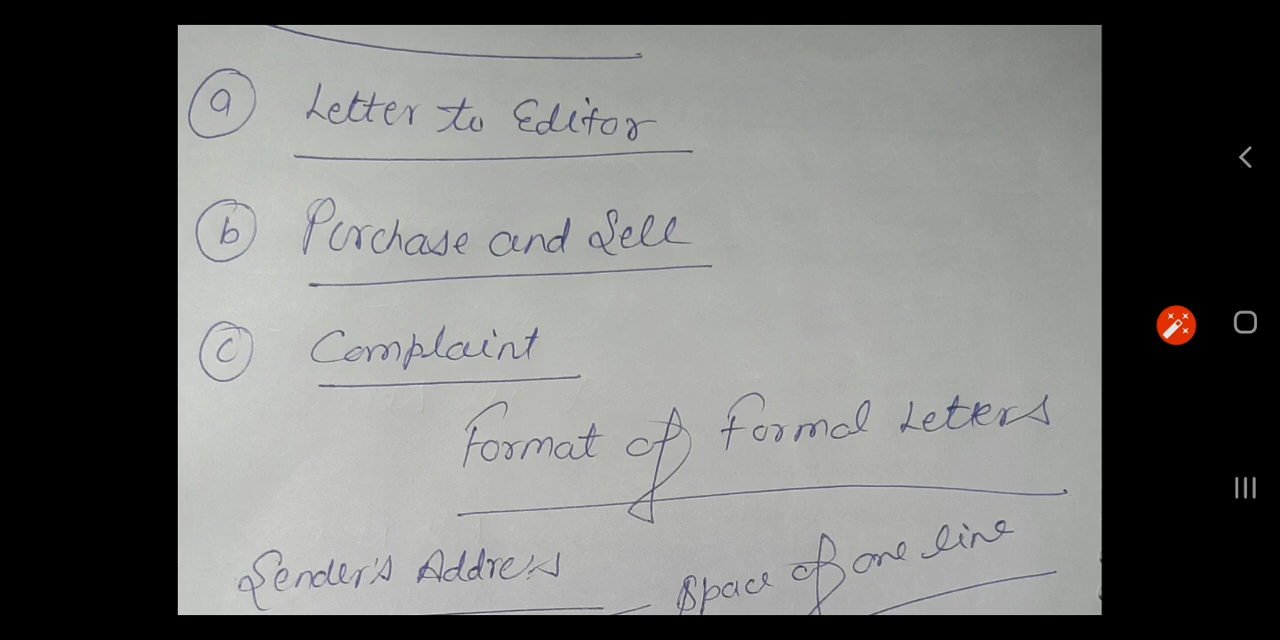 a Letter to Editor
b Purchase and Sell
c Complaint
Format of Formal Letters
Sender's Address space of one line